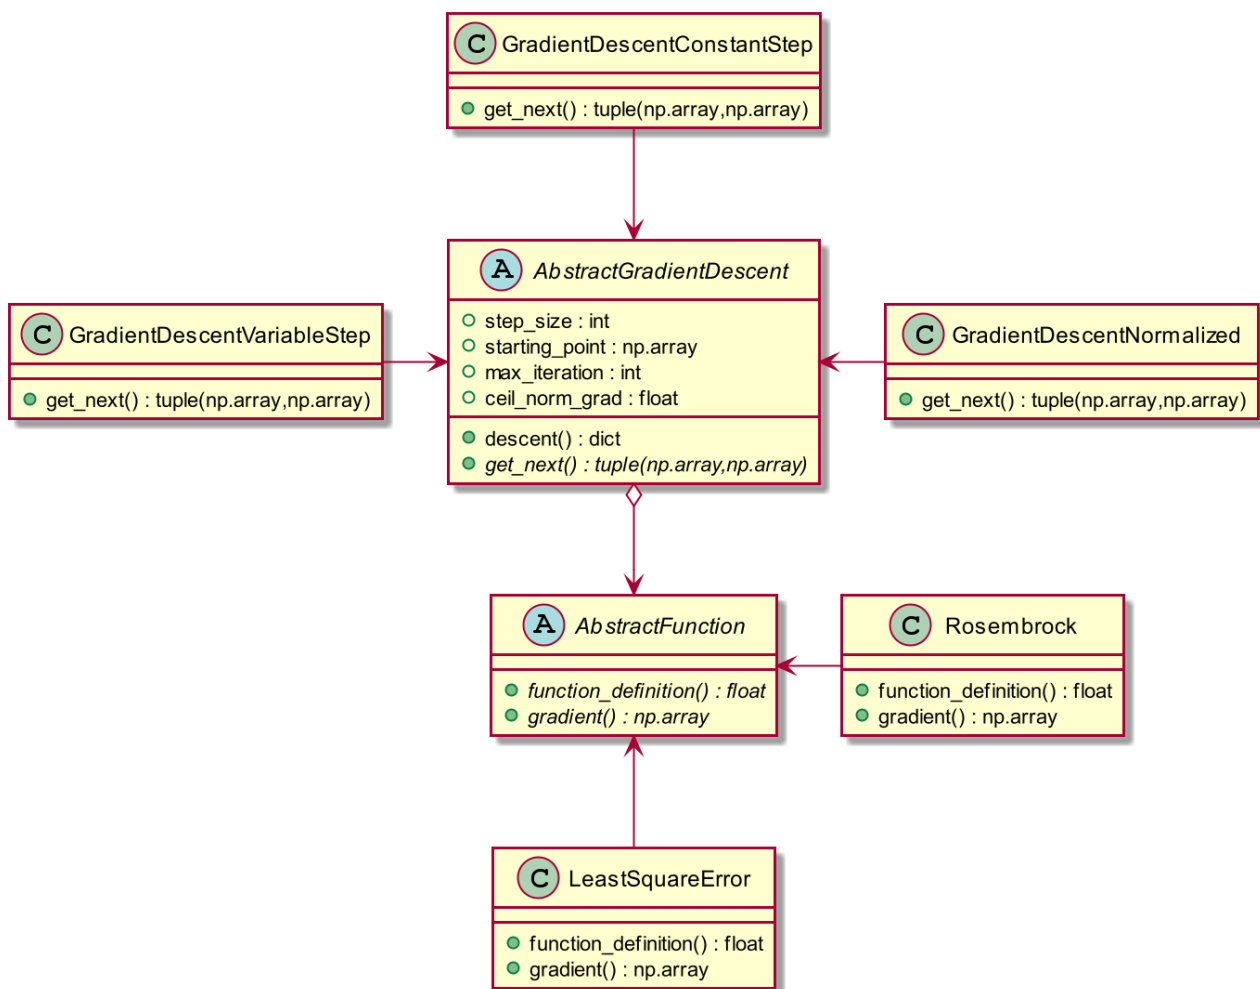 C GradientDescentConstantStep
get_next() : tuple(np.array,np.array)
A AbstractGradientDescent
step_size : int
starting_point : np.array
max_iteration : int
ceil_norm_grad : float
descent() : dict
get_next() : tuple(np.array,np.array)
C GradientDescentVariableStep
get_next() : tuple(np.array,np.array)
C GradientDescentNormalized
get_next() : tuple(np.array,np.array)
A AbstractFunction
function_definition() : float
gradient() : np.array
C Rosembrock
function_definition() : float
gradient() : np.array
C LeastSquareError
function_definition() : float
gradient() : np.array